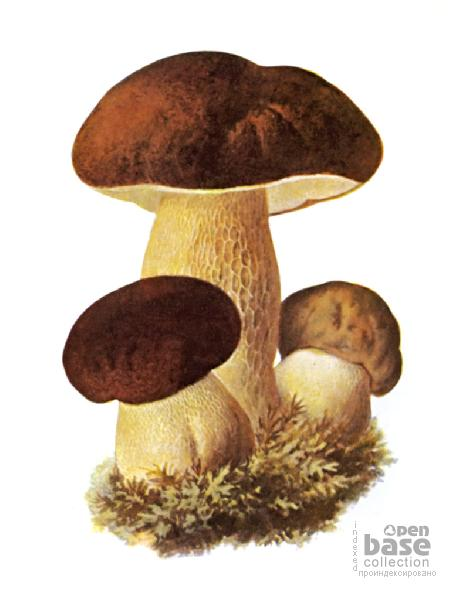 indexed
open
base
collection
проиндексировано